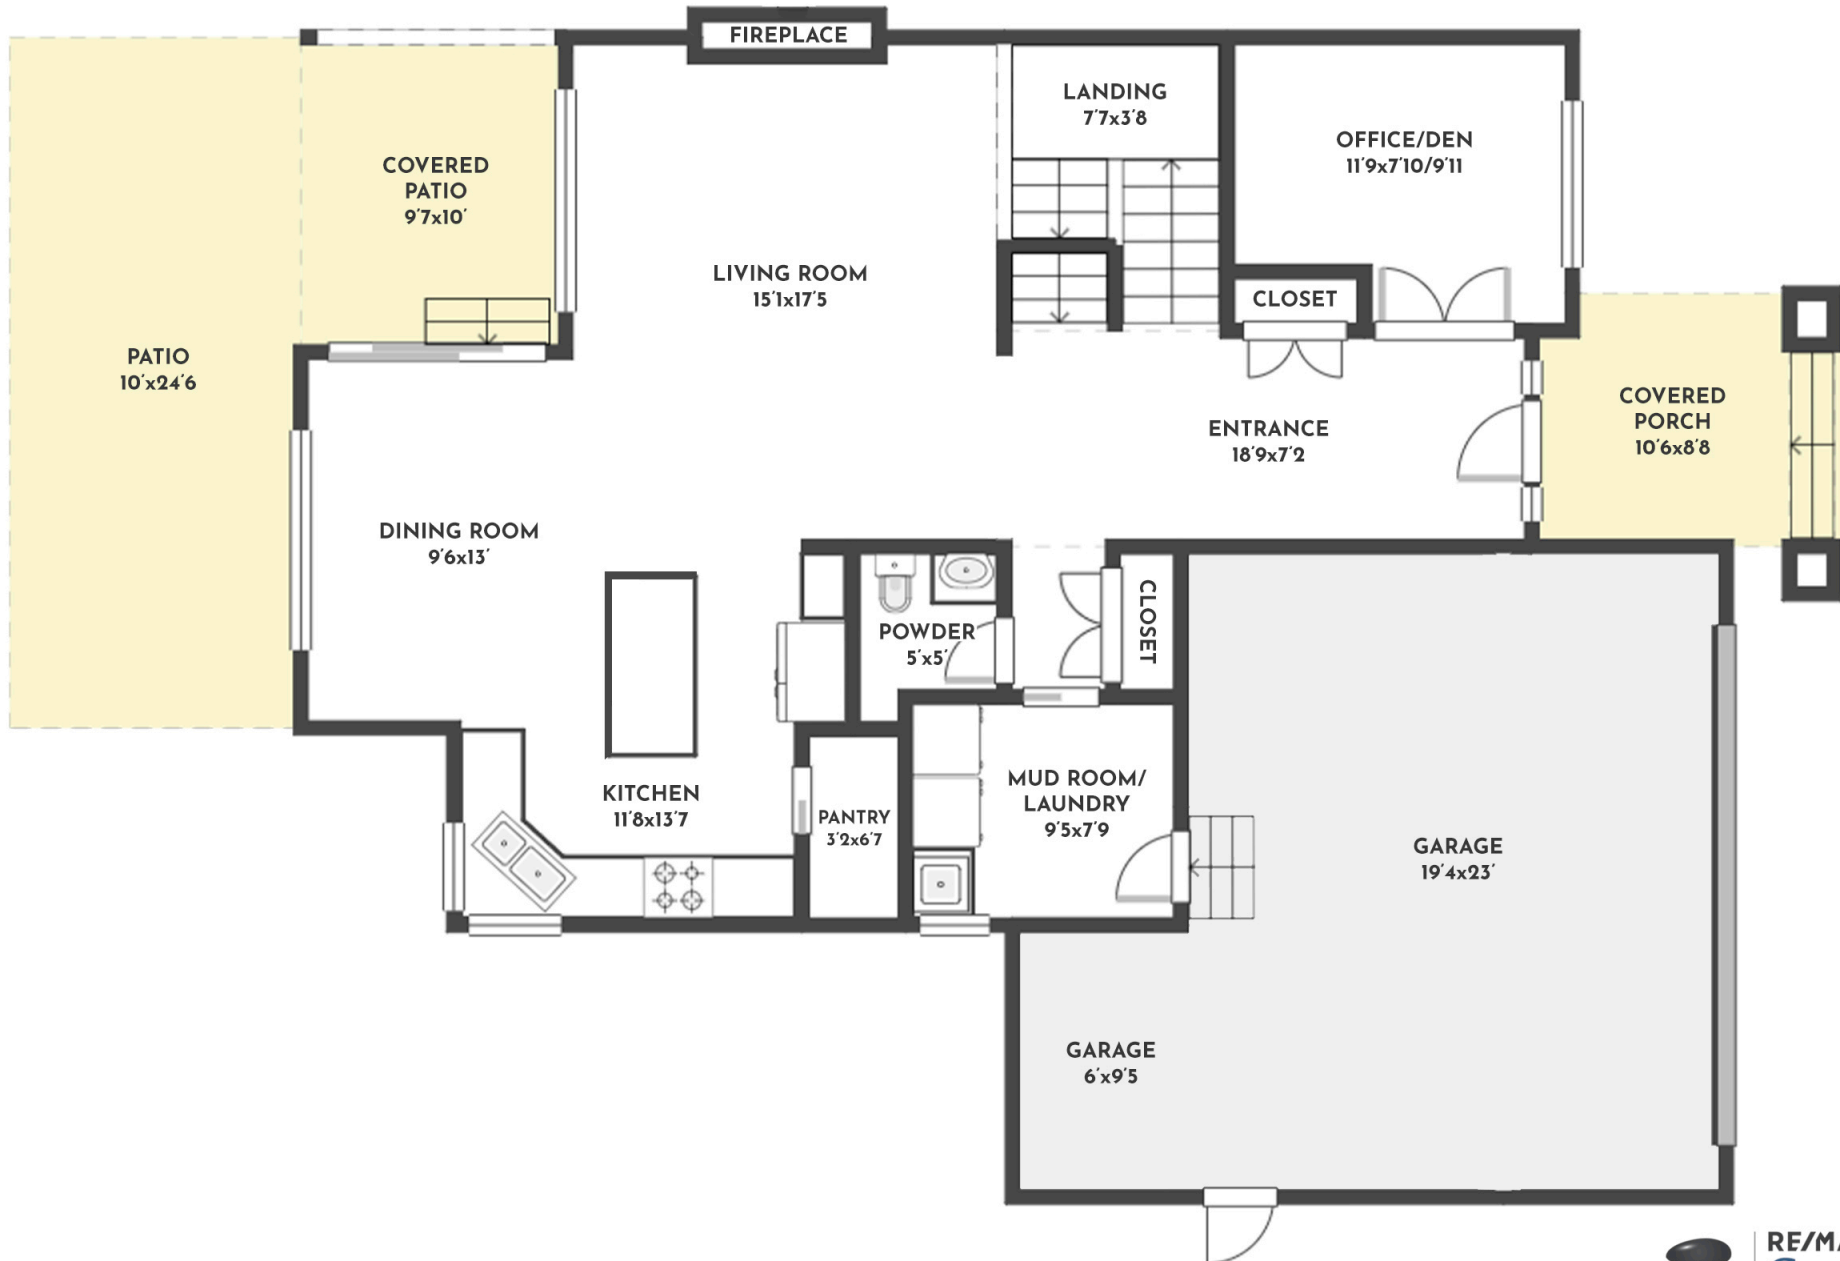 FIREPLACE
LANDING
7'7x3'8
OFFICE/DEN
11'9x7'10/9'11
COVERED
PATIO
9'7x10'
LIVING ROOM
15'1x17'5
CLOSET
PATIO
10'x24'6
COVERED
PORCH
10'6x8'8
ENTRANCE
18'9x7'2
DINING ROOM
9'6x13'
POWDER
5'x5'
CLOSET
KITCHEN
11'8x13'7
PANTRY
3'2x6'7
MUD ROOM/
LAUNDRY
9'5x7'9
GARAGE
19'4x23'
GARAGE
6'x9'5